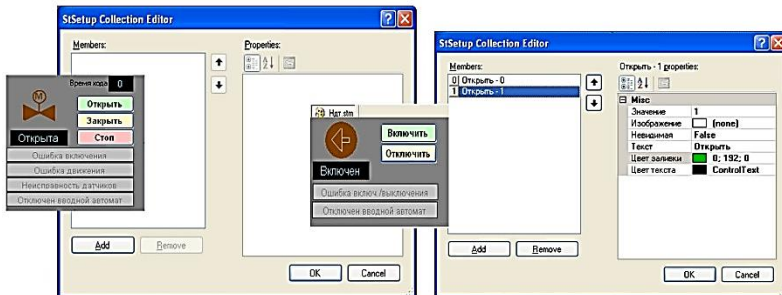 StSetup Collection Editor
Members:
Properties:
Add
Remove
OK
Cancel
Время хода 0
M
Открыть
Закрыть
Стоп
Открыта
Ошибка включения
Ошибка движения
Неисправность датчиков
Отключен вводной автомат
Ндт.stm
Включить
Отключить
Включен
Ошибка включ./выключения
Отключен вводной автомат
StSetup Collection Editor
Members:
0 Открыть - 0
1 Открыть - 1
Add
Remove
Открыть - 1 properties:
Misc
Значение 1
Изображение (none)
Невидимая False
Текст Открыть
Цвет заливки 0; 192; 0
Цвет текста ControlText
OK
Cancel